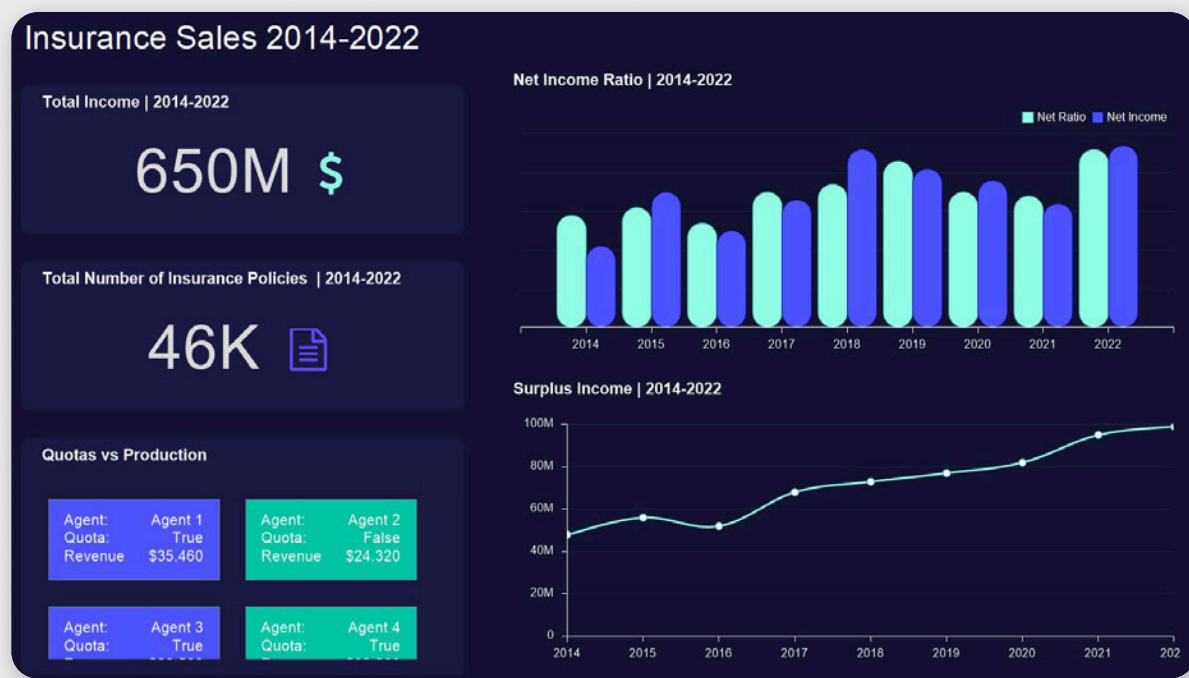 Insurance Sales 2014-2022
Total Income | 2014-2022
650M $
Total Number of Insurance Policies | 2014-2022
46K
Quotas vs Production
Agent: Agent 1
Quota: True
Revenue $35.460
Agent: Agent 2
Quota: False
Revenue $24.320
Agent: Agent 3
Quota: True
Agent: Agent 4
Quota: True
Net Income Ratio | 2014-2022
Net Ratio Net Income
2014 2015 2016 2017 2018 2019 2020 2021 2022
Surplus Income | 2014-2022
100M
80M
60M
40M
20M
0
2014 2015 2016 2017 2018 2019 2020 2021 202